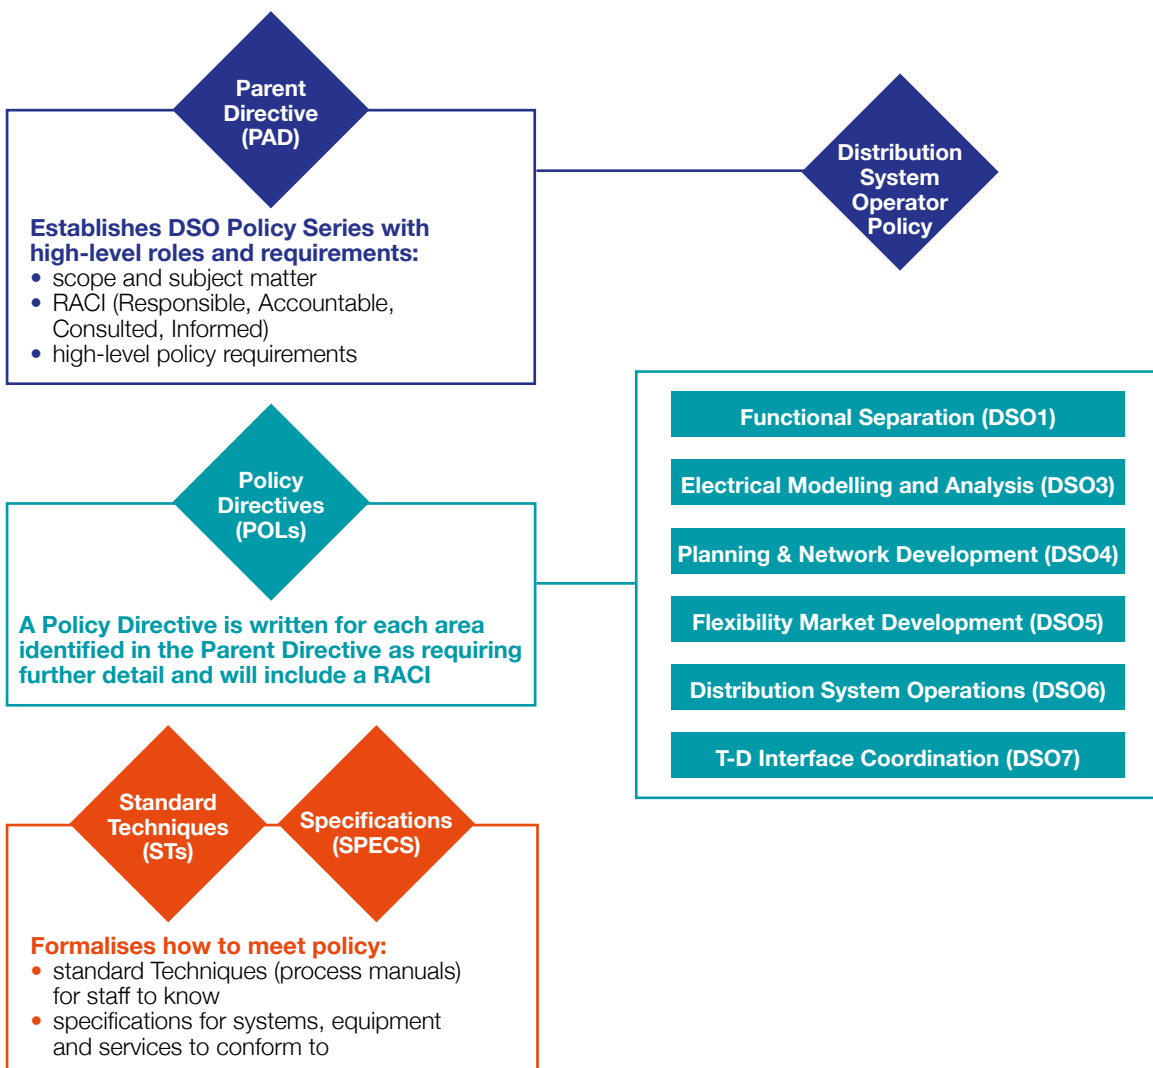 Parent
Directive
(PAD)
Establishes DSO Policy Series with
high-level roles and requirements:
• scope and subject matter
• RACI (Responsible, Accountable,
Consulted, Informed)
• high-level policy requirements
Distribution
System
Operator
Policy
Policy
Directives
(POLs)
A Policy Directive is written for each area
identified in the Parent Directive as requiring
further detail and will include a RACI
Functional Separation (DSO1)
Electrical Modelling and Analysis (DSO3)
Planning & Network Development (DSO4)
Flexibility Market Development (DSO5)
Distribution System Operations (DSO6)
T-D Interface Coordination (DSO7)
Standard
Techniques
(STs)
Specifications
(SPECS)
Formalises how to meet policy:
• standard Techniques (process manuals)
for staff to know
• specifications for systems, equipment
and services to conform to